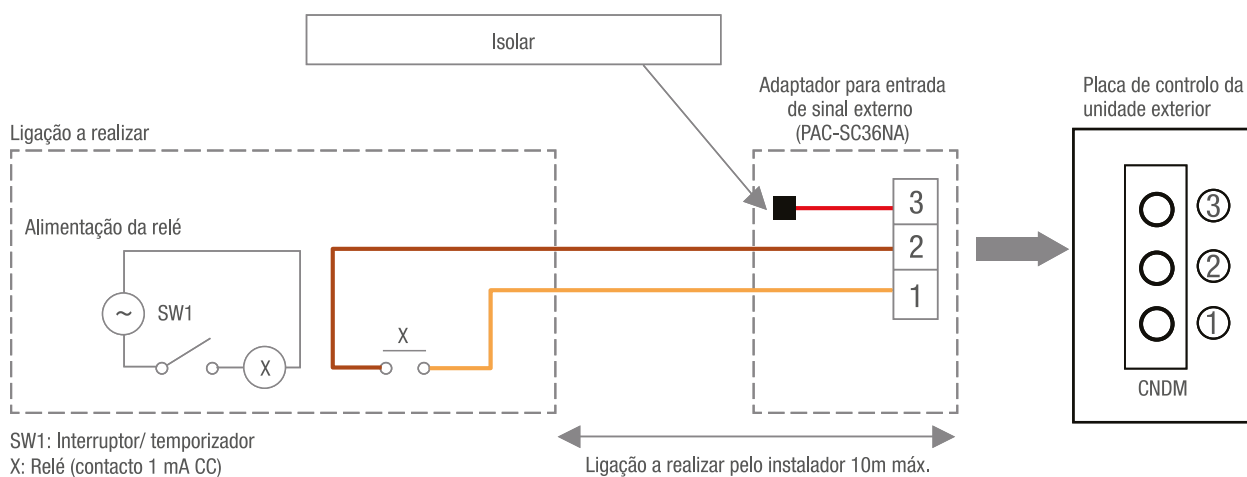 Isolar
Adaptador para entrada
de sinal externo
(PAC-SC36NA)
Placa de controlo da
unidade exterior
Ligação a realizar
Alimentação da relé
~
SW1
X
X
3
2
1
3
2
1
CNDM
SW1: Interruptor/ temporizador
X: Relé (contacto 1 mA CC)
Ligação a realizar pelo instalador 10m máx.